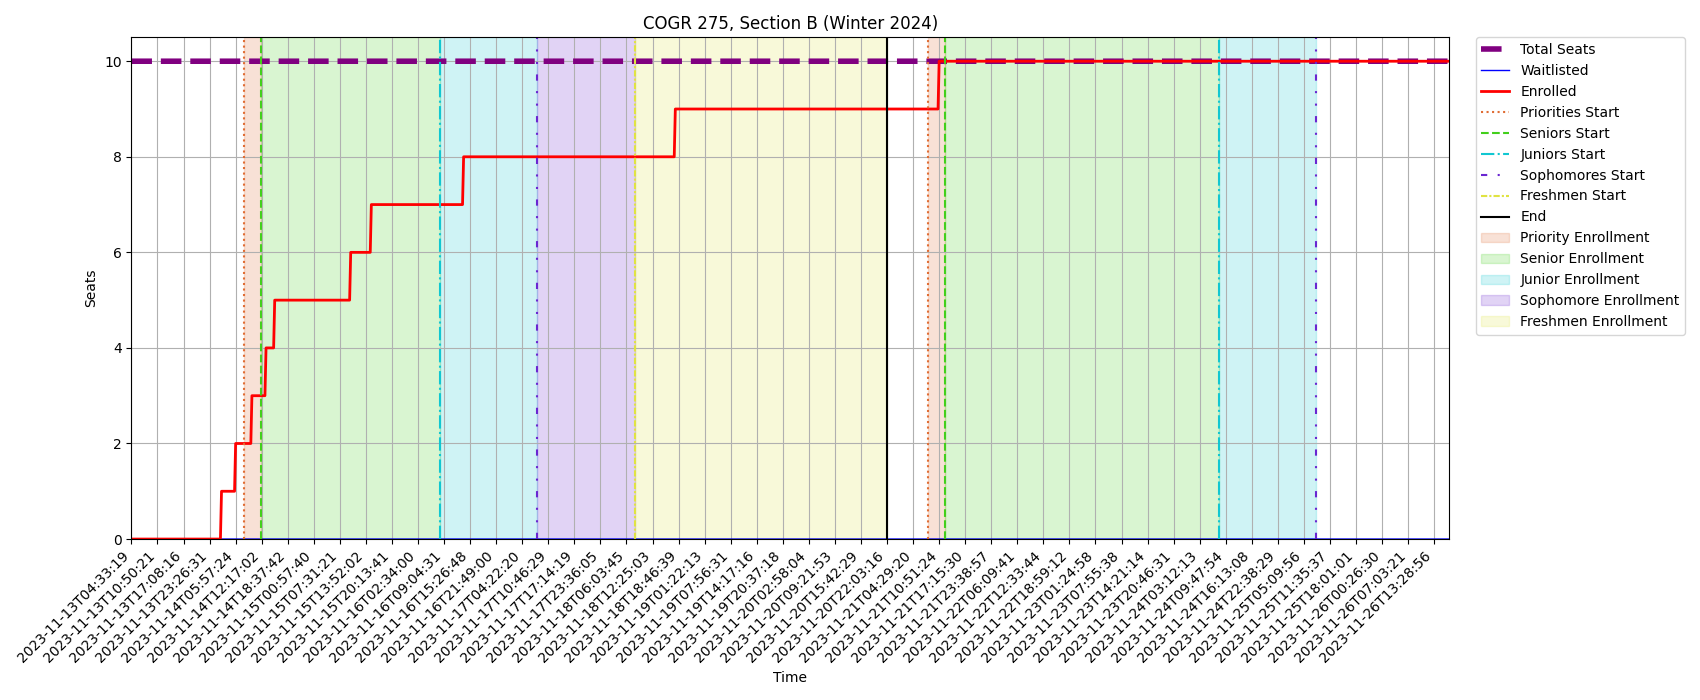 COGR 275, Section B (Winter 2024)
Seats
10
8
6
4
2
0
2023-11-13T04:33:19
2023-11-13T10:50:21
2023-11-13T17:08:16
2023-11-13T23:26:31
2023-11-14T05:57:24
2023-11-14T12:17:02
2023-11-14T18:37:42
2023-11-15T00:57:40
2023-11-15T07:31:21
2023-11-15T13:52:02
2023-11-15T20:13:41
2023-11-16T02:34:00
2023-11-16T09:04:31
2023-11-16T15:26:48
2023-11-16T21:49:00
2023-11-17T04:22:20
2023-11-17T10:46:29
2023-11-17T17:14:19
2023-11-17T23:36:05
2023-11-18T06:03:45
2023-11-18T12:25:03
2023-11-18T18:46:39
2023-11-19T01:22:13
2023-11-19T07:56:31
2023-11-19T14:17:16
2023-11-19T20:37:18
2023-11-20T02:58:04
2023-11-20T09:21:53
2023-11-20T15:42:29
2023-11-20T22:03:16
2023-11-21T04:29:20
2023-11-21T10:51:24
2023-11-21T17:15:30
2023-11-21T23:38:57
2023-11-22T06:09:41
2023-11-22T12:33:44
2023-11-22T18:59:12
2023-11-23T01:24:58
2023-11-23T07:55:38
2023-11-23T14:21:14
2023-11-23T20:46:31
2023-11-24T03:12:13
2023-11-24T09:47:54
2023-11-24T16:13:08
2023-11-24T22:38:29
2023-11-25T05:09:56
2023-11-25T11:35:37
2023-11-25T18:01:01
2023-11-26T00:26:30
2023-11-26T07:03:21
2023-11-26T13:28:56
Time
Total Seats
Waitlisted
Enrolled
Priorities Start
Seniors Start
Juniors Start
Sophomores Start
Freshmen Start
End
Priority Enrollment
Senior Enrollment
Junior Enrollment
Sophomore Enrollment
Freshmen Enrollment